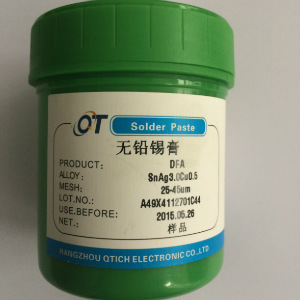 QT
Solder Paste
无铅锡膏
PRODUCT: DFA
ALLOY: SnAg3.0Cu0.5
MESH: 25-45um
LOT.NO.: A49X4112701C44
USE.BEFORE: 2015.05.26
NET.: 样品
HANGZHOU QTICH ELECTRONIC CO.,LTD